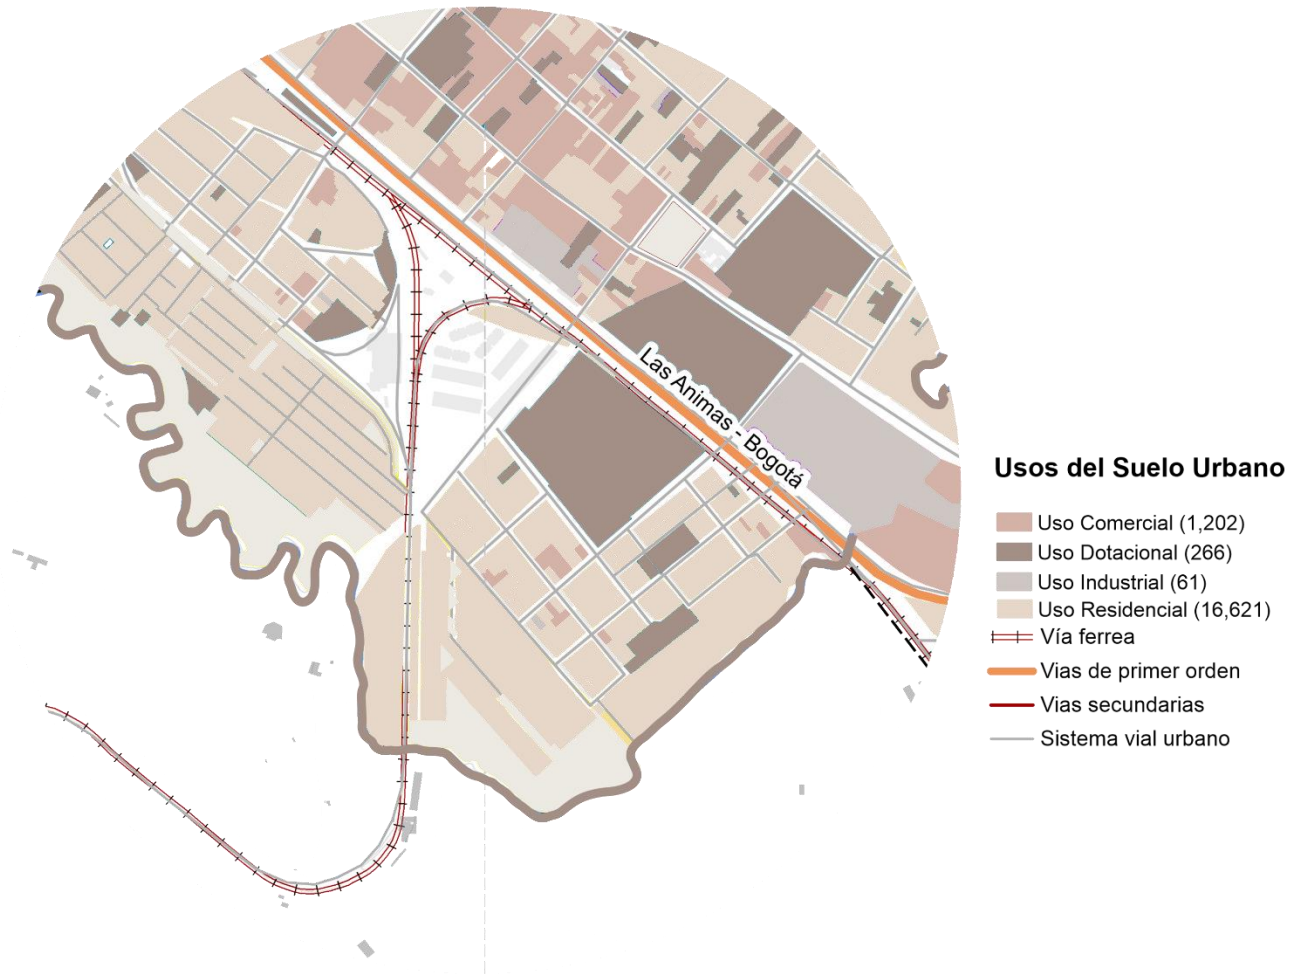 Las Animas - Bogotá
Usos del Suelo Urbano
Uso Comercial (1,202)
Uso Dotacional (266)
Uso Industrial (61)
Uso Residencial (16,621)
Vía ferrea
Vias de primer orden
Vias secundarias
Sistema vial urbano